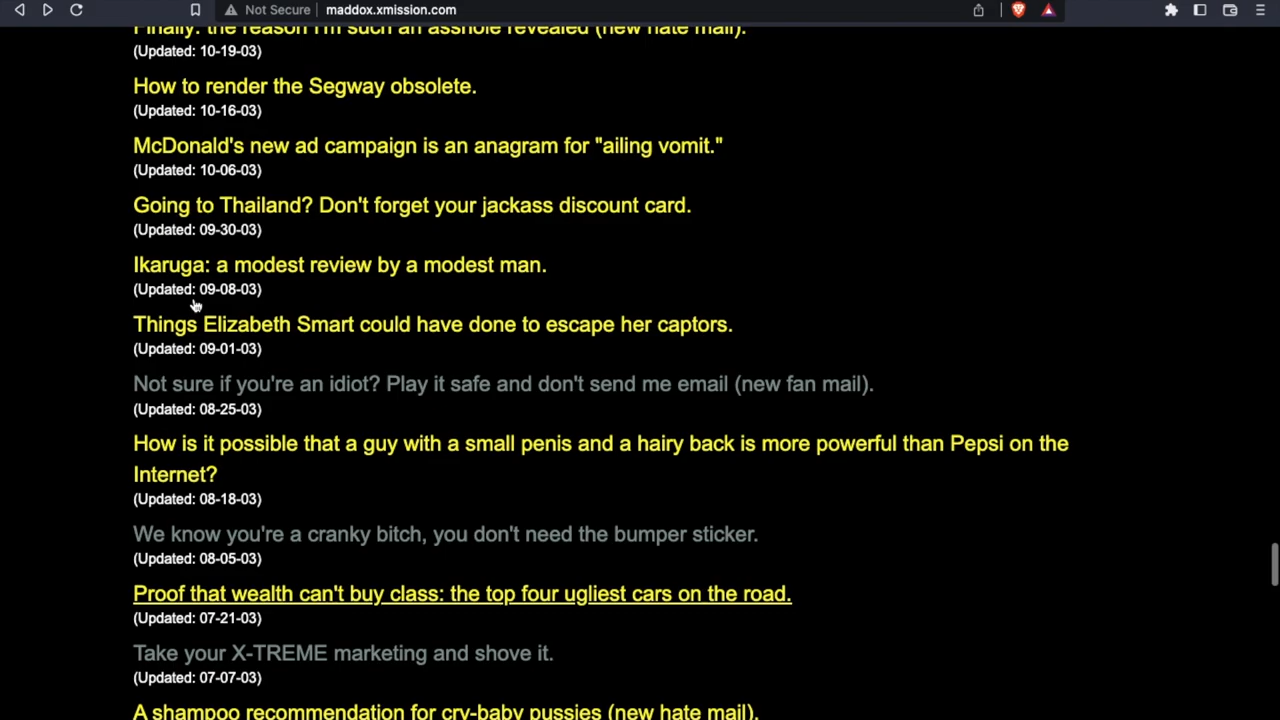 Not Secure
maddox.xmission.com
Finally: the reason I'm such an asshole revealed (new hate mail).
(Updated: 10-19-03)
How to render the Segway obsolete.
(Updated: 10-16-03)
McDonald's new ad campaign is an anagram for "ailing vomit."
(Updated: 10-06-03)
Going to Thailand? Don't forget your jackass discount card.
(Updated: 09-30-03)
Ikaruga: a modest review by a modest man.
(Updated: 09-08-03)
Things Elizabeth Smart could have done to escape her captors.
(Updated: 09-01-03)
Not sure if you're an idiot? Play it safe and don't send me email (new fan mail).
(Updated: 08-25-03)
How is it possible that a guy with a small penis and a hairy back is more powerful than Pepsi on the
Internet?
(Updated: 08-18-03)
We know you're a cranky bitch, you don't need the bumper sticker.
(Updated: 08-05-03)
Proof that wealth can't buy class: the top four ugliest cars on the road.
(Updated: 07-21-03)
Take your X-TREME marketing and shove it.
(Updated: 07-07-03)
A shampoo recommendation for cry-baby pussies (new hate mail).